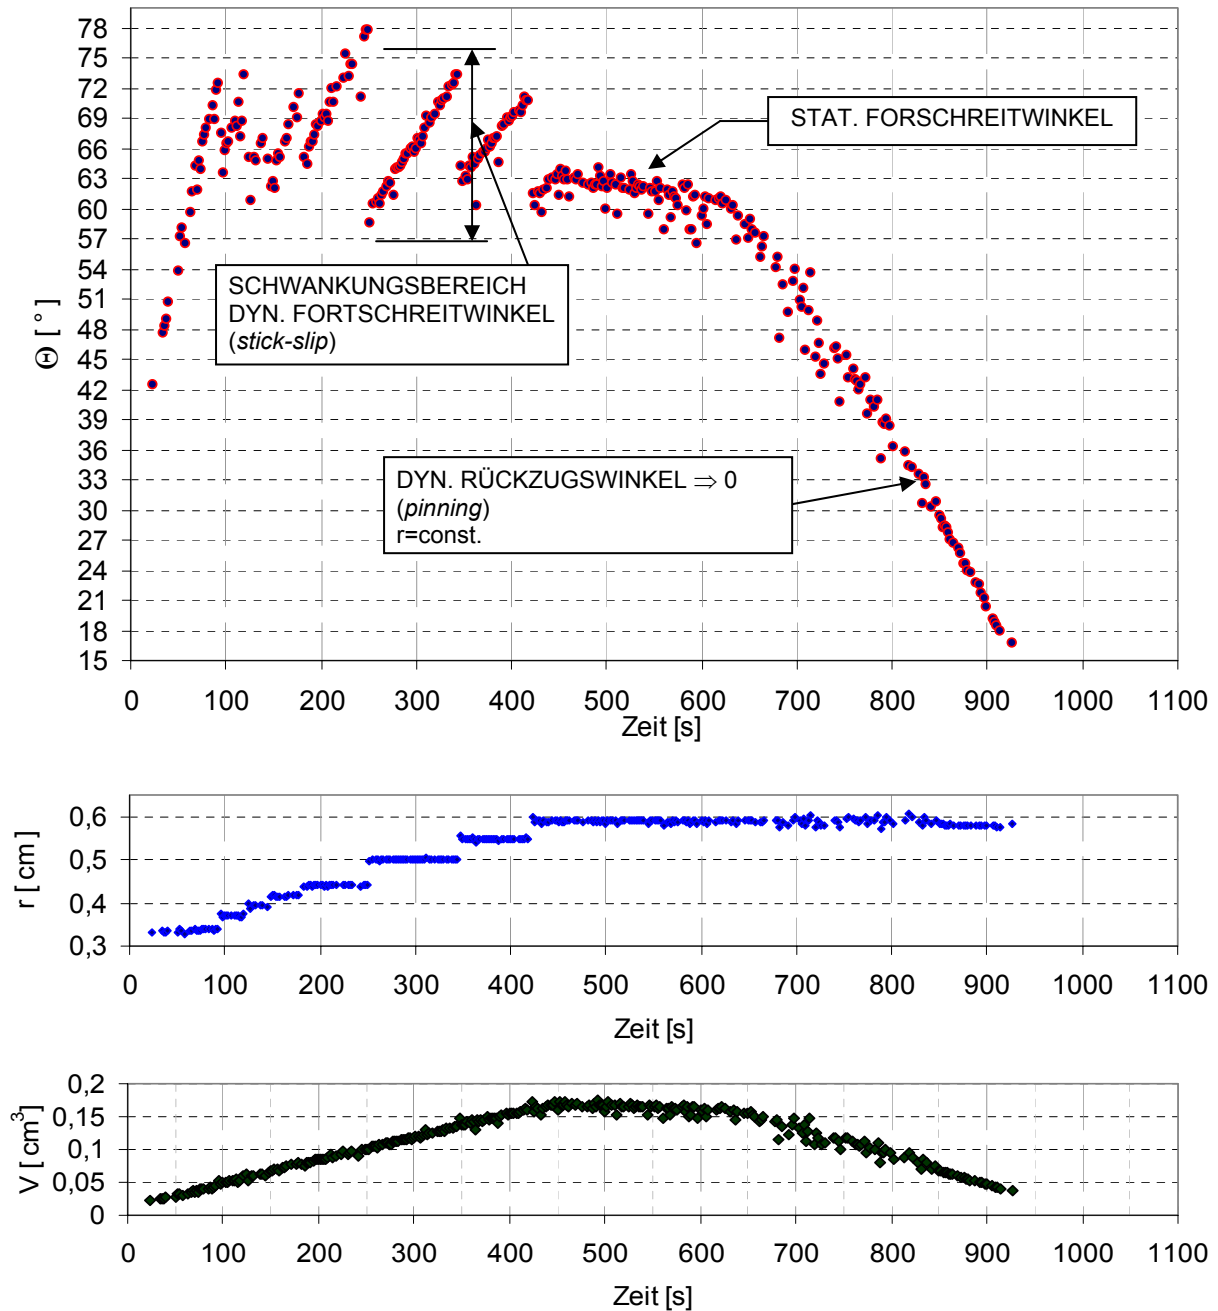 78
75
72
69
66
63
60
57
54
51
48
45
42
39
36
33
30
27
24
21
18
15
Θ [ ° ]
STAT. FORSCHREITWINKEL
SCHWANKUNGSBEREICH
DYN. FORTSCHREITWINKEL
(stick-slip)
DYN. RÜCKZUGSWINKEL ⇒ 0
(pinning)
r=const.
0 100 200 300 400 500 600 700 800 900 1000 1100
Zeit [s]
0,6
0,5
0,4
0,3
r [ cm]
0 100 200 300 400 500 600 700 800 900 1000 1100
Zeit [s]
0,2
0,15
0,1
0,05
0
V [ cm³]
0 100 200 300 400 500 600 700 800 900 1000 1100
Zeit [s]